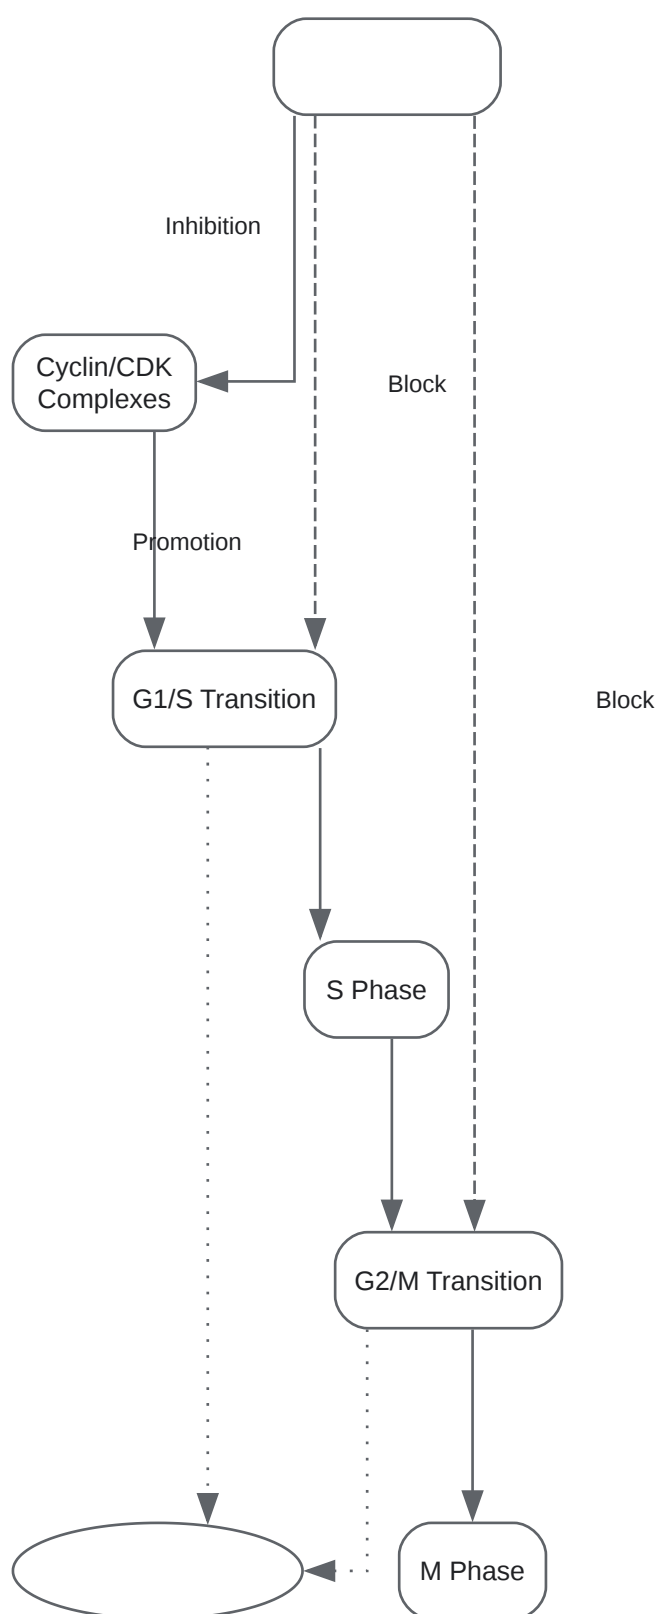 Inhibition
Cyclin/CDK
Complexes
Block
Promotion
G1/S Transition
Block
S Phase
G2/M Transition
M Phase